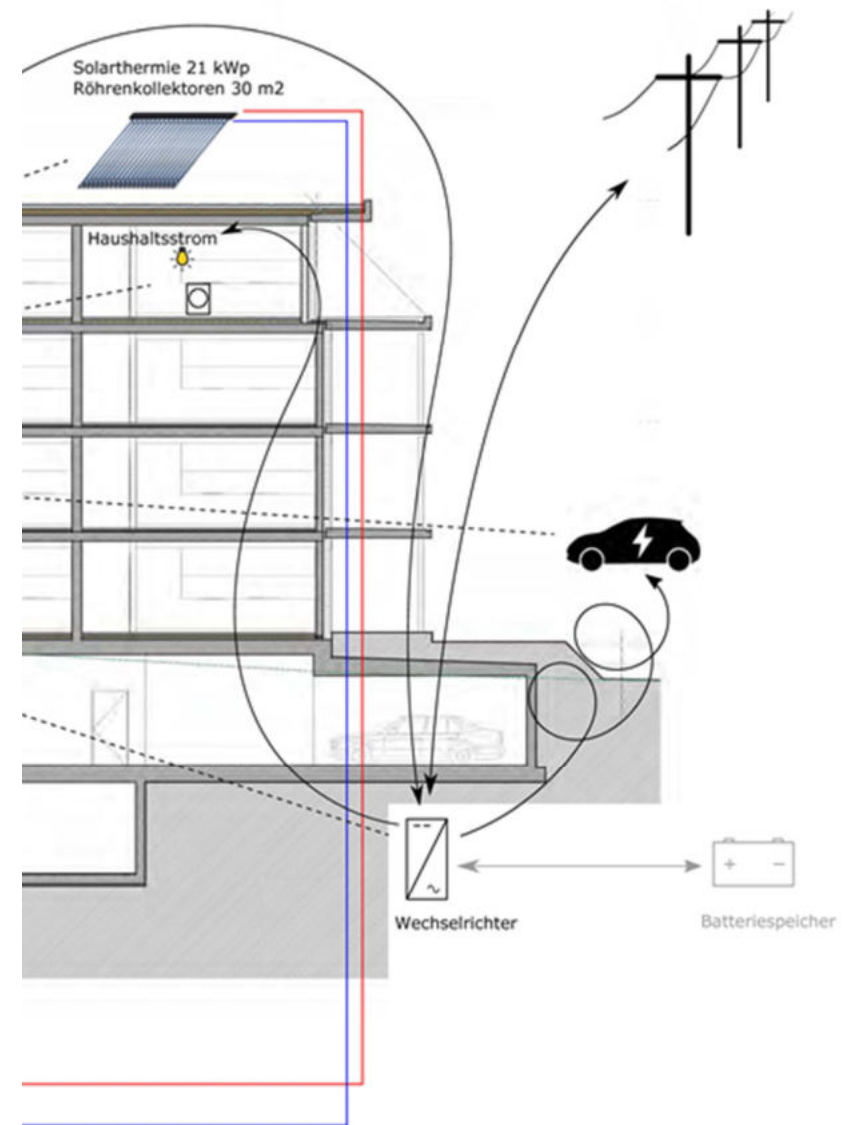 Solarthermie 21 kWp
Röhrenkollektoren 30 m2
Haushaltsstrom
Wechselrichter
Batteriespeicher